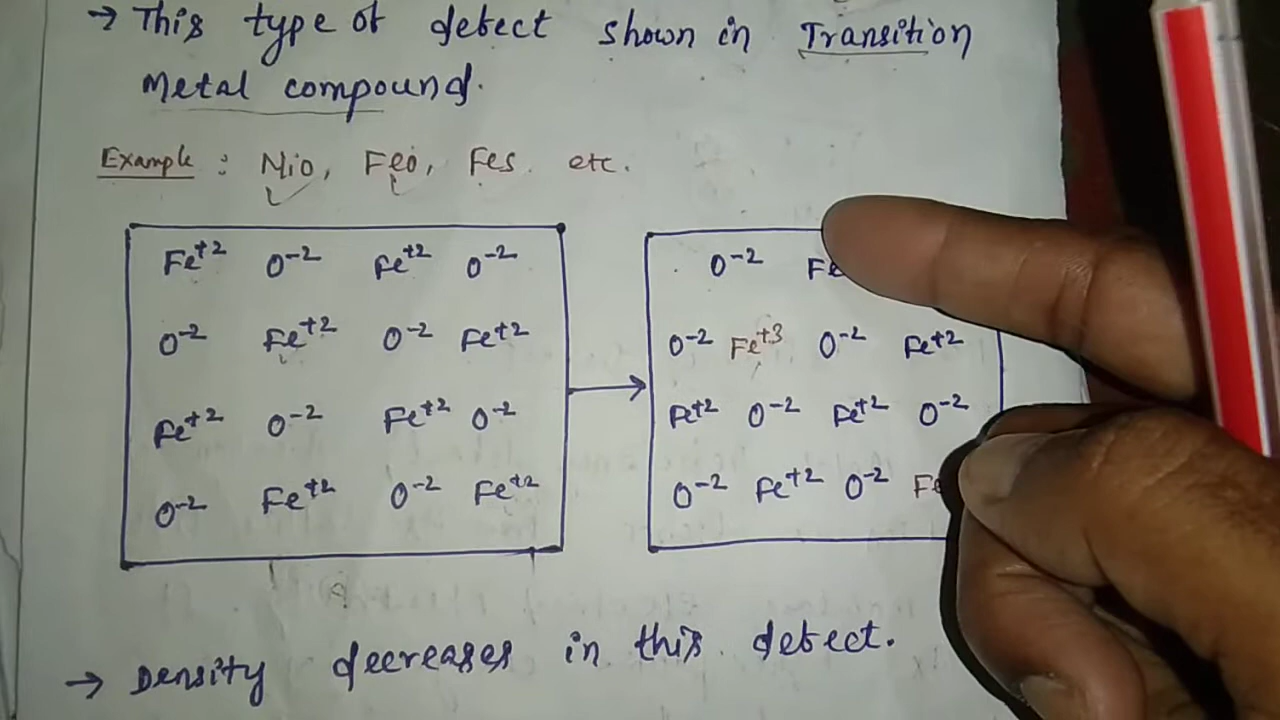 → This type of defect shown in Transition
Metal compound.
Example : Nio, Feo, Fes. etc.
Fe+2 O-2 Fe+2 O-2
O-2 Fe+2 O-2 Fe+2
Fe+2 O-2 Fe+2 O-2
O-2 Fe+2 O-2 Fe+2
O-2 Fe
O-2 Fe+3 O-2 Fe+2
Fe+2 O-2 Fe+2 O-2
O-2 Fe+2 O-2 Fe
→ Density decreases in this defect.